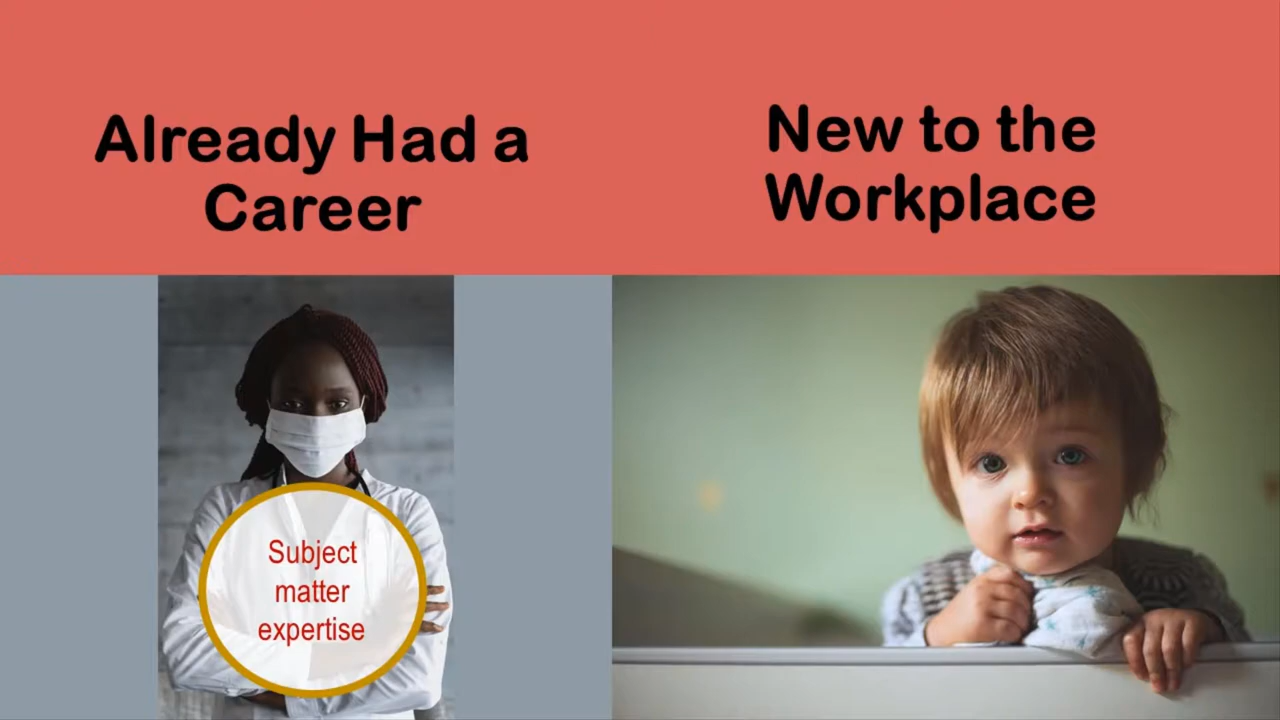 Already Had a
Career
New to the
Workplace
Subject
matter
expertise